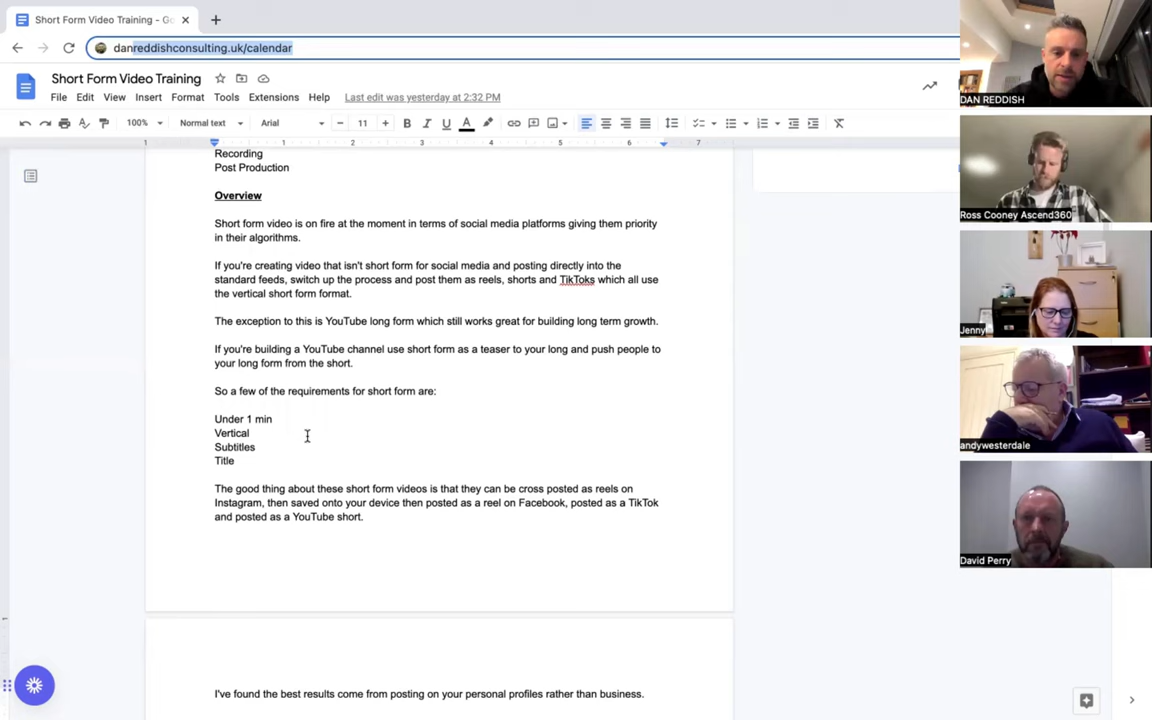 Short Form Video Training - Go
danreddishconsulting.uk/calendar
Short Form Video Training
File Edit View Insert Format Tools Extensions Help Last edit was yesterday at 2:32 PM
100% Normal text Arial 11
1 1 2 3 4 5 6 7
Recording
Post Production
Overview
Short form video is on fire at the moment in terms of social media platforms giving them priority
in their algorithms.
If you're creating video that isn't short form for social media and posting directly into the
standard feeds, switch up the process and post them as reels, shorts and TikToks which all use
the vertical short form format.
The exception to this is YouTube long form which still works great for building long term growth.
If you're building a YouTube channel use short form as a teaser to your long and push people to
your long form from the short.
So a few of the requirements for short form are:
Under 1 min
Vertical
Subtitles
Title
The good thing about these short form videos is that they can be cross posted as reels on
Instagram, then saved onto your device then posted as a reel on Facebook, posted as a TikTok
and posted as a YouTube short.
I've found the best results come from posting on your personal profiles rather than business.
DAN REDDISH
Ross Cooney Ascend360
Jenny
andywesterdale
David Perry